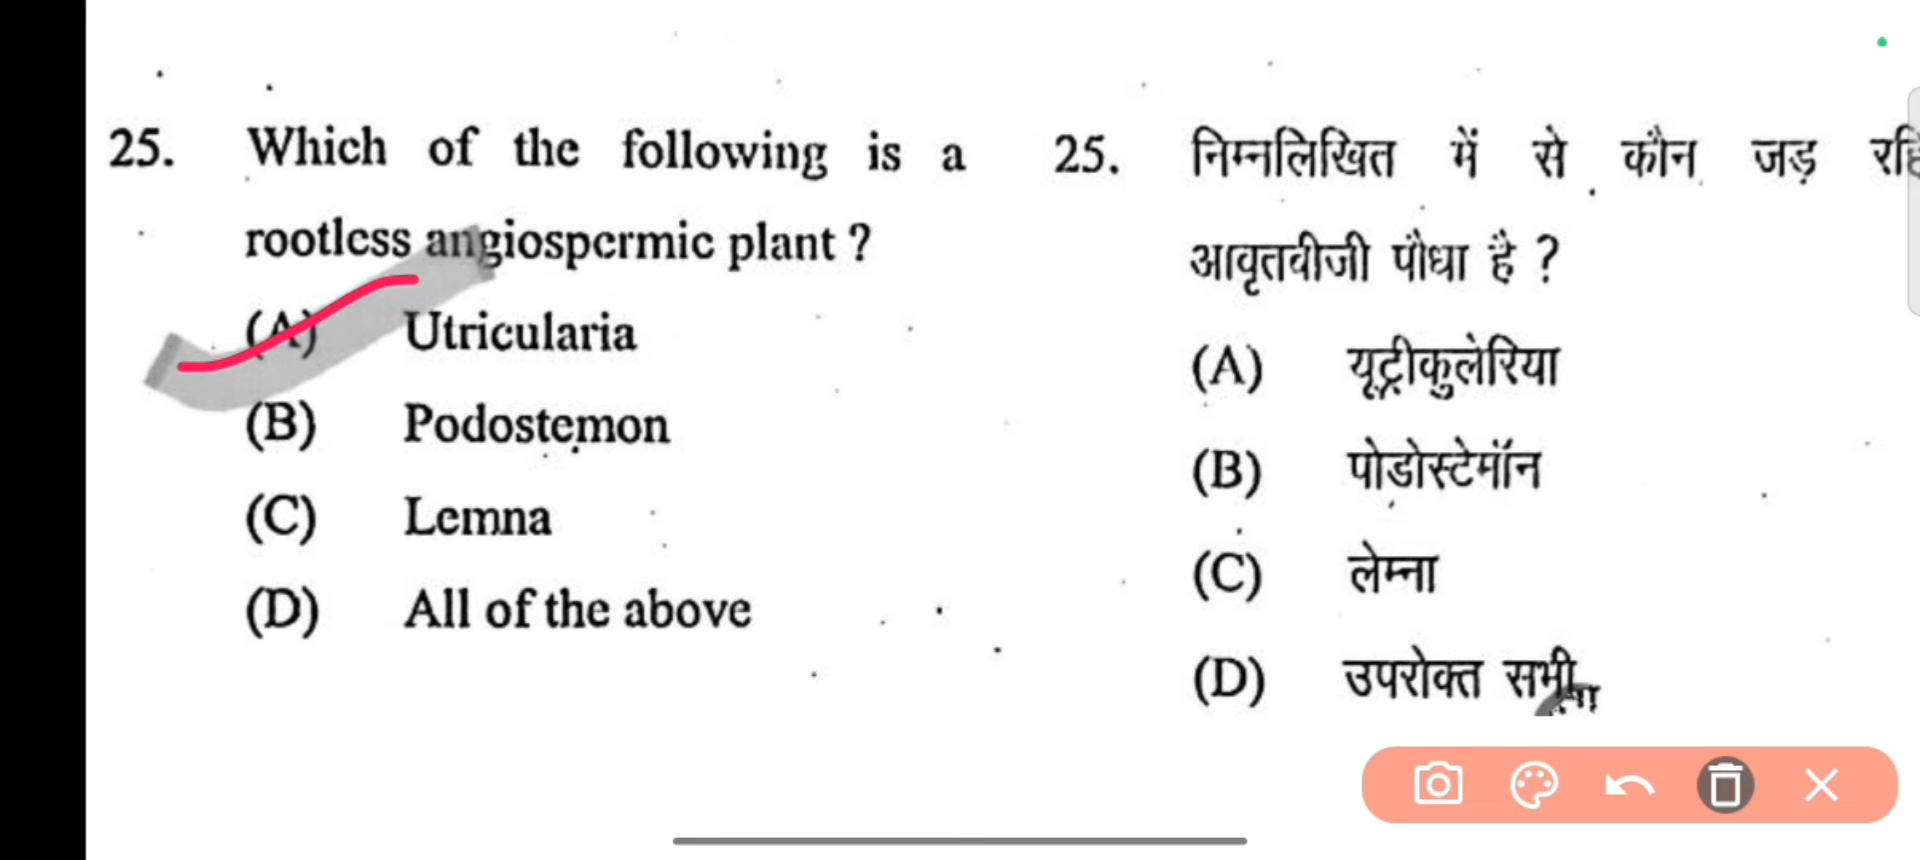 25. Which of the following is a
rootless angiospermic plant ?
(A) Utricularia
(B) Podostemon
(C) Lemna
(D) All of the above
25. निम्नलिखित में से कौन जड़
आवृतबीजी पौधा है ?
(A) यूट्रीकुलेरिया
(B) पोडोस्टेमॉन
(C) लेम्ना
(D) उपरोक्त सभी